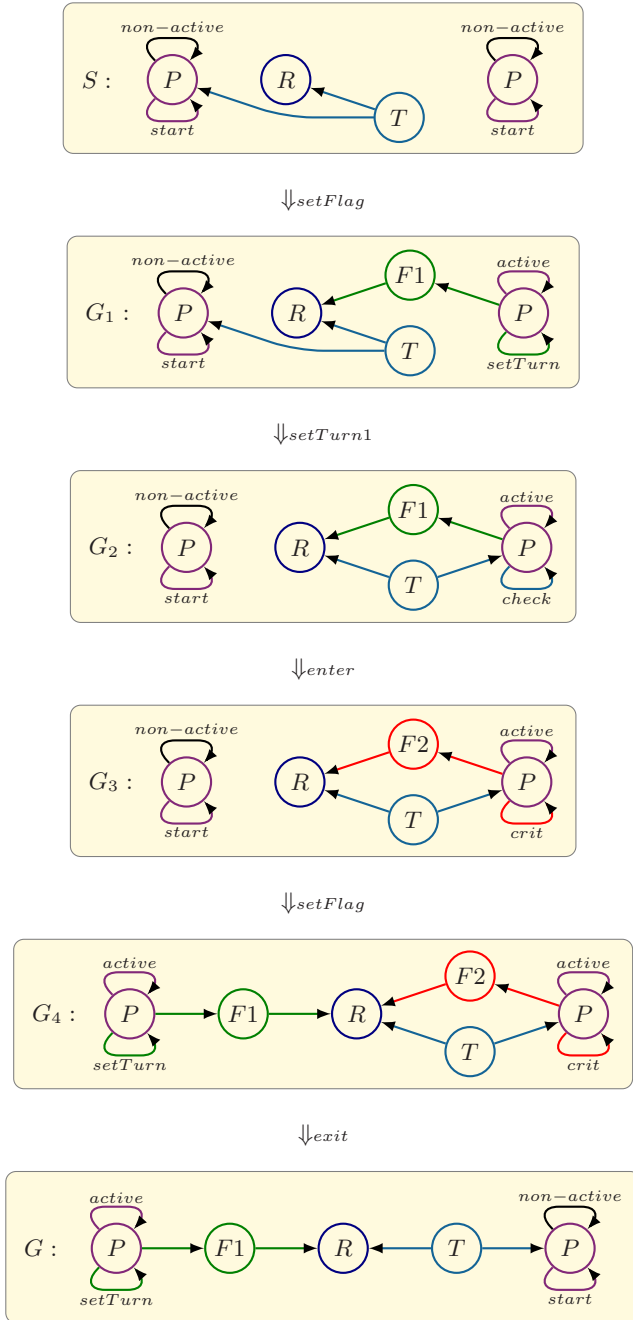 non−active non−active
S : P R P
T
start start
⇓setFlag
non−active F1 active
G1 : P R P
T
start setTurn
⇓setTurn1
non−active F1 active
G2 : P R P
T
start check
⇓enter
non−active F2 active
G3 : P R P
T
start crit
⇓setFlag
active F2 active
G4 : P F1 R P
T
setTurn crit
⇓exit
active non−active
G : P F1 R T P
setTurn start